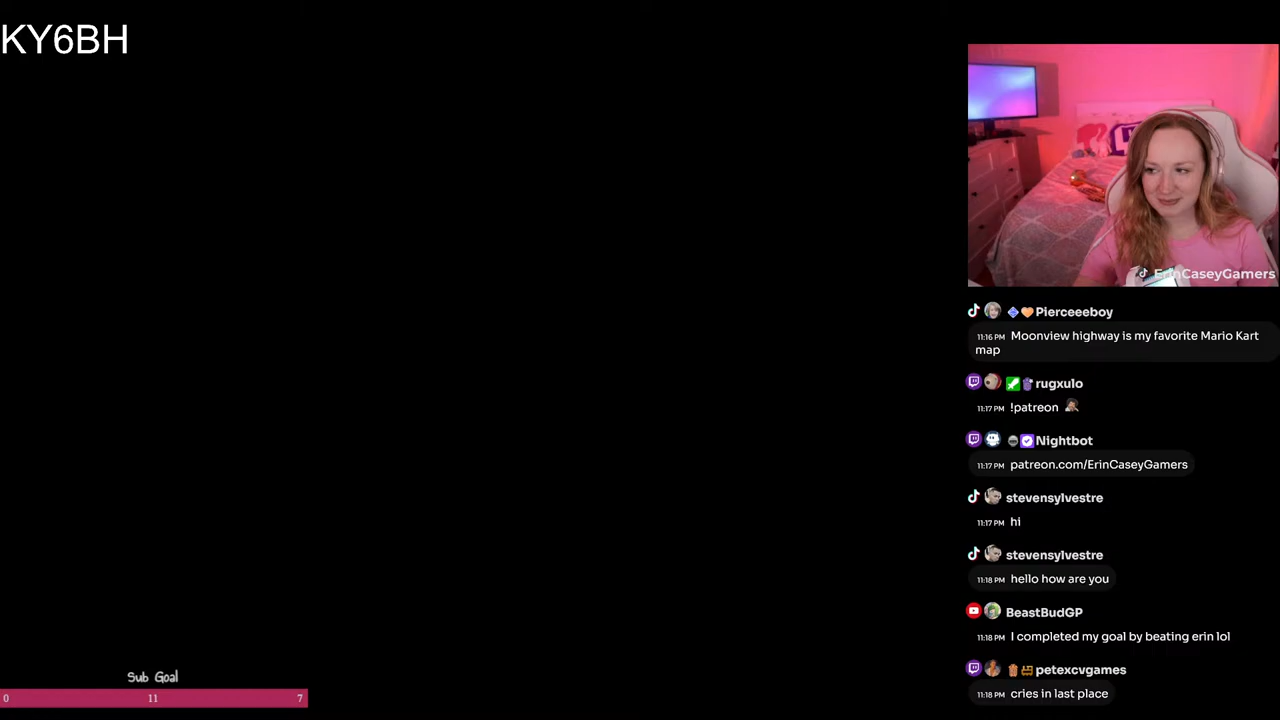 KY6BH
ErinCaseyGamers
Pierceeeboy
11:16 PM Moonview highway is my favorite Mario Kart
map
rugxulo
11:17 PM !patreon
Nightbot
11:17 PM patreon.com/ErinCaseyGamers
stevensylvestre
11:17 PM hi
stevensylvestre
11:18 PM hello how are you
BeastBudGP
11:18 PM I completed my goal by beating erin lol
petexcvgames
11:18 PM cries in last place
Sub Goal
0 11 7